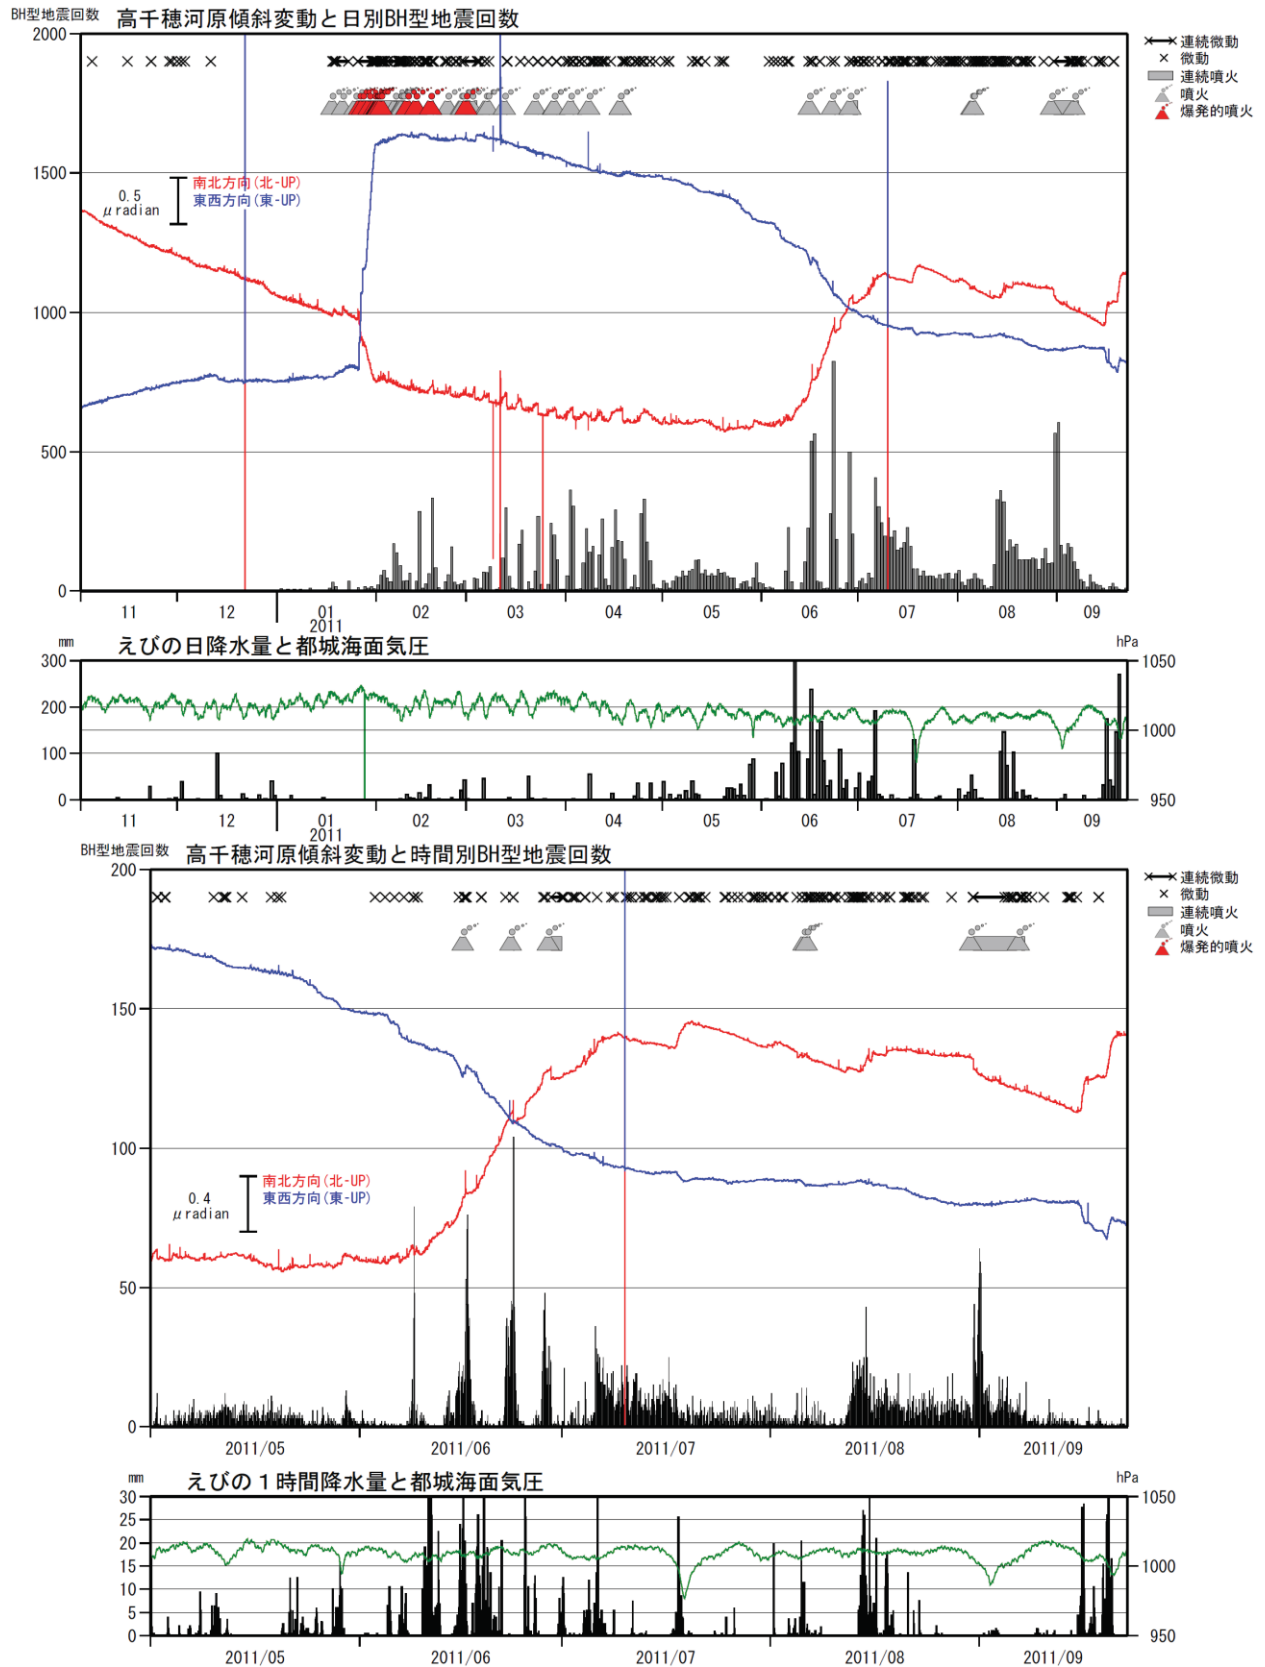 BH型地震回数 高千穂河原傾斜変動と日別BH型地震回数
2000
1500
1000
500
0
0.5
μradian
南北方向(北-UP)
東西方向(東-UP)
連続微動
× 微動
連続噴火
噴火
爆発的噴火
11 12 01 02 03 04 05 06 07 08 09
2011
mm えびの日降水量と都城海面気圧 hPa
300 1050
200
1000
100
0 950
11 12 01 02 03 04 05 06 07 08 09
2011
BH型地震回数 高千穂河原傾斜変動と時間別BH型地震回数
200
150
100
50
0
0.4
μradian
南北方向(北-UP)
東西方向(東-UP)
連続微動
× 微動
連続噴火
噴火
爆発的噴火
2011/05 2011/06 2011/07 2011/08 2011/09
mm えびの1時間降水量と都城海面気圧 hPa
30 1050
25
20
15 1000
10
5
0 950
2011/05 2011/06 2011/07 2011/08 2011/09